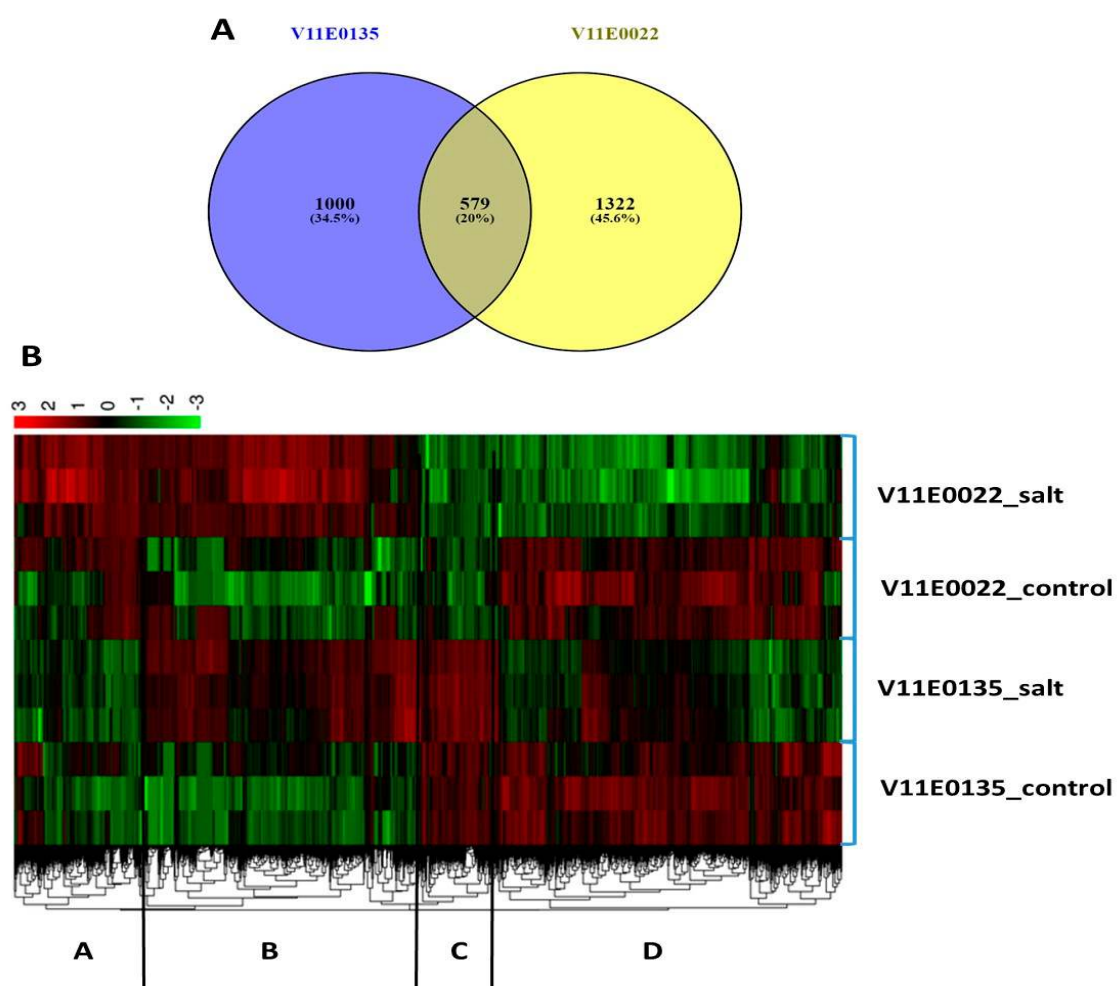 A
V11E0135 V11E0022
1000 579 1322
(34.5%) (20%) (45.6%)
B
3 2 1 0 -1 -2 -3
V11E0022_salt
V11E0022_control
V11E0135_salt
V11E0135_control
A B C D